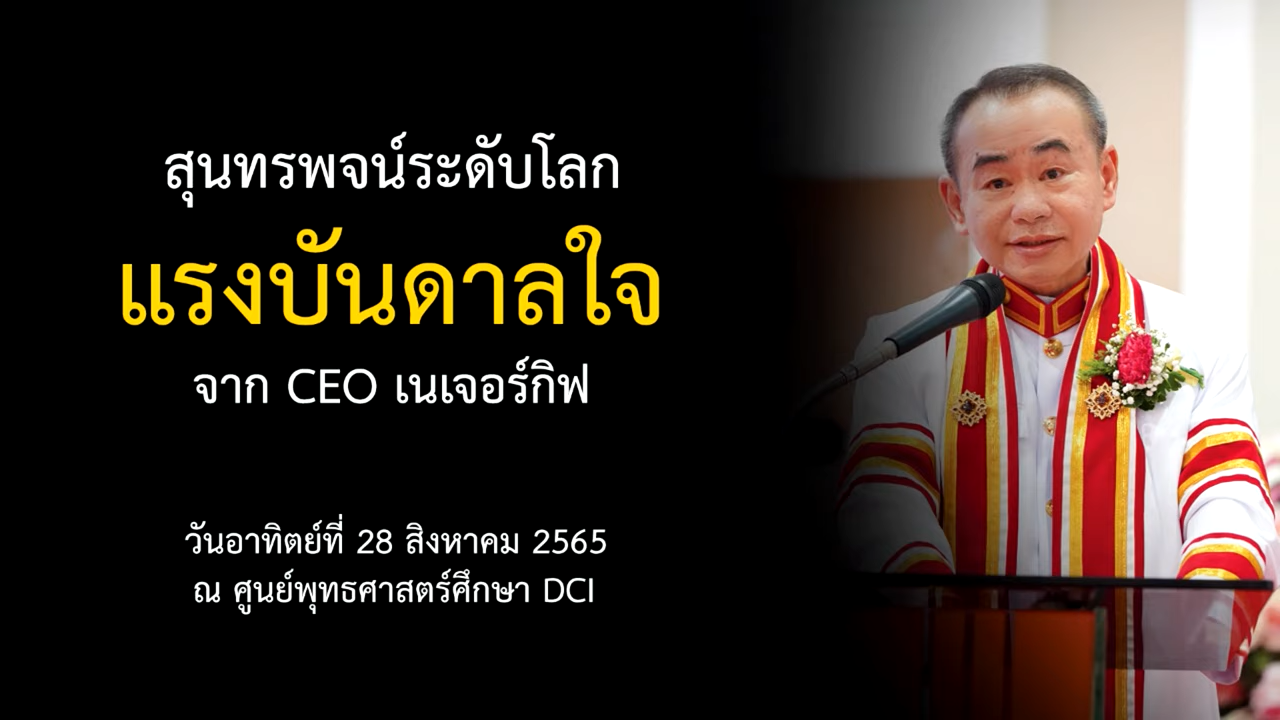 สุนทรพจน์ระดับโลก
แรงบันดาลใจ
จาก CEO เนเจอร์กิฟ
วันอาทิตย์ที่ 28 สิงหาคม 2565
ณ ศูนย์พุทธศาสตร์ศึกษา DCI